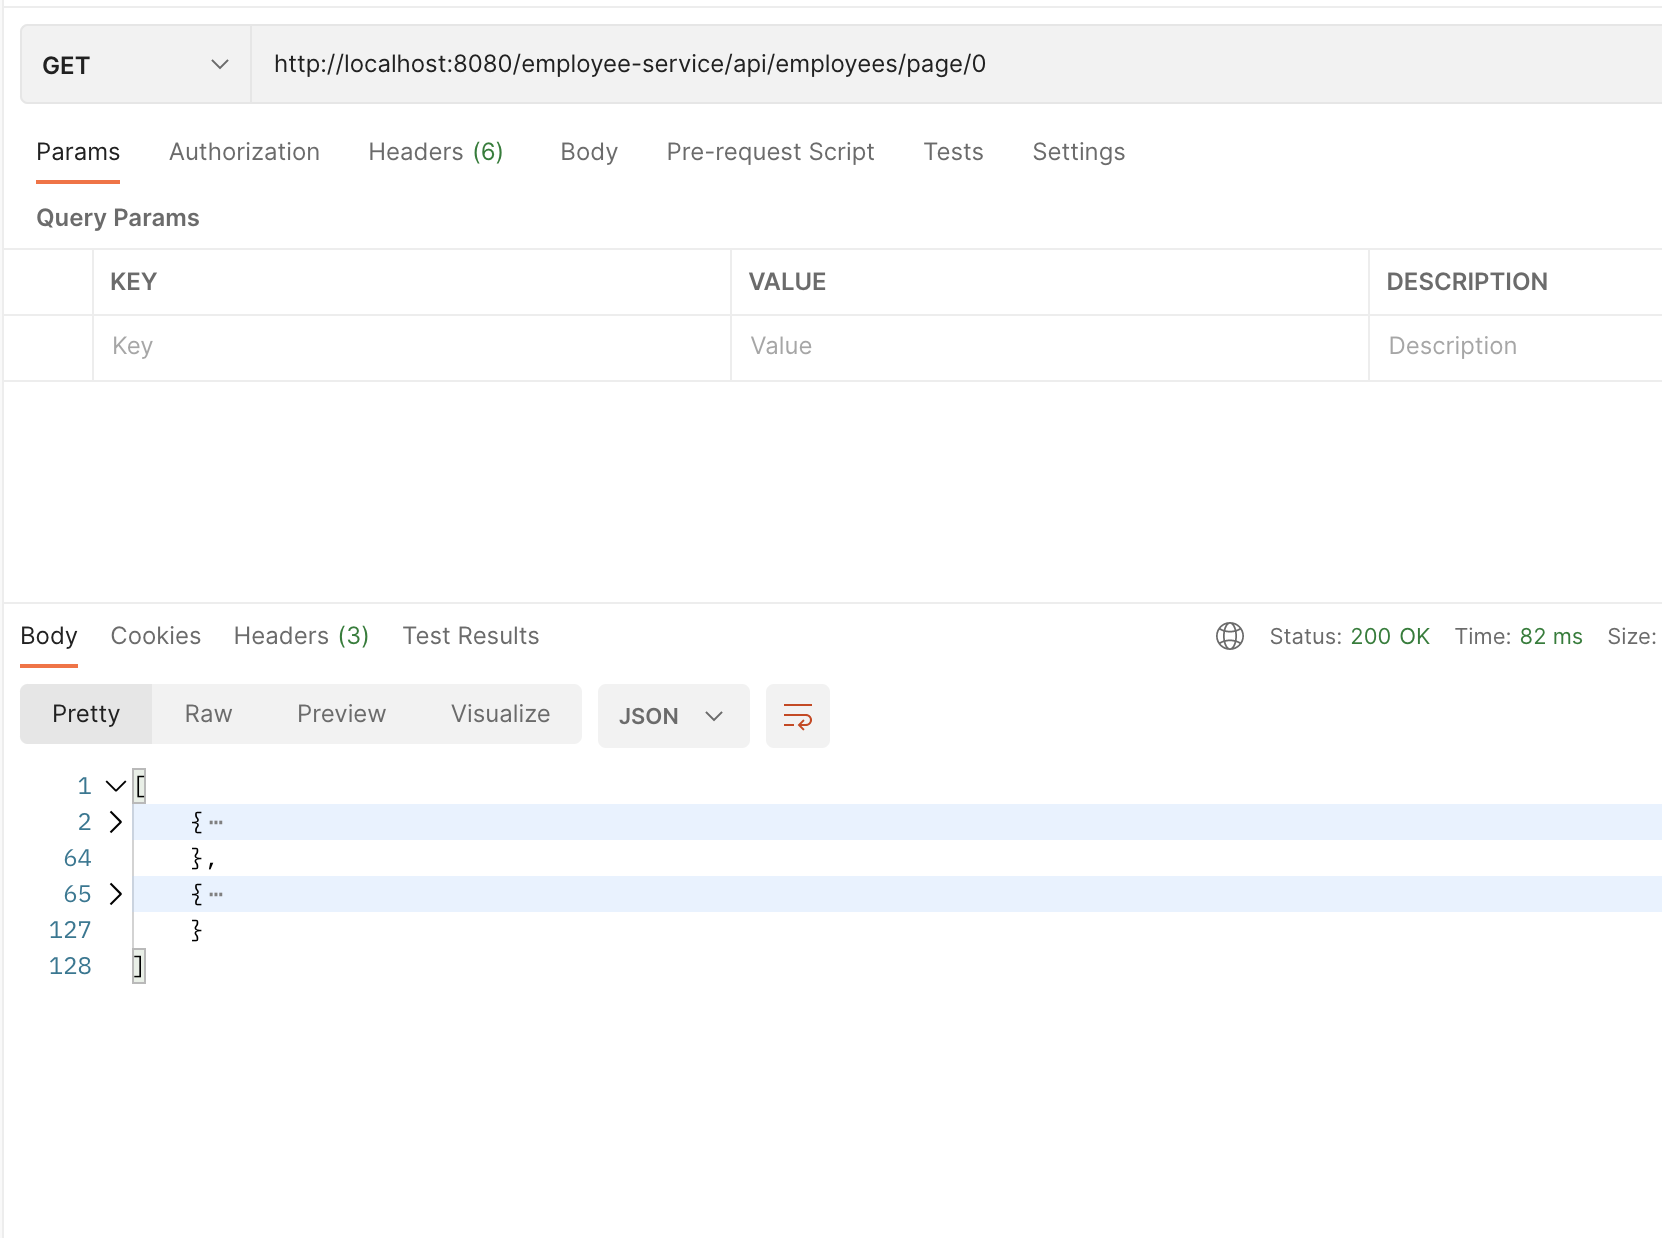 GET http://localhost:8080/employee-service/api/employees/page/0
Params Authorization Headers (6) Body Pre-request Script Tests Settings
Query Params
KEY VALUE DESCRIPTION
Key Value Description
Body Cookies Headers (3) Test Results Status: 200 OK Time: 82 ms Size:
Pretty Raw Preview Visualize JSON
1 [
2 { ⋯
64 },
65 { ⋯
127 }
128 ]